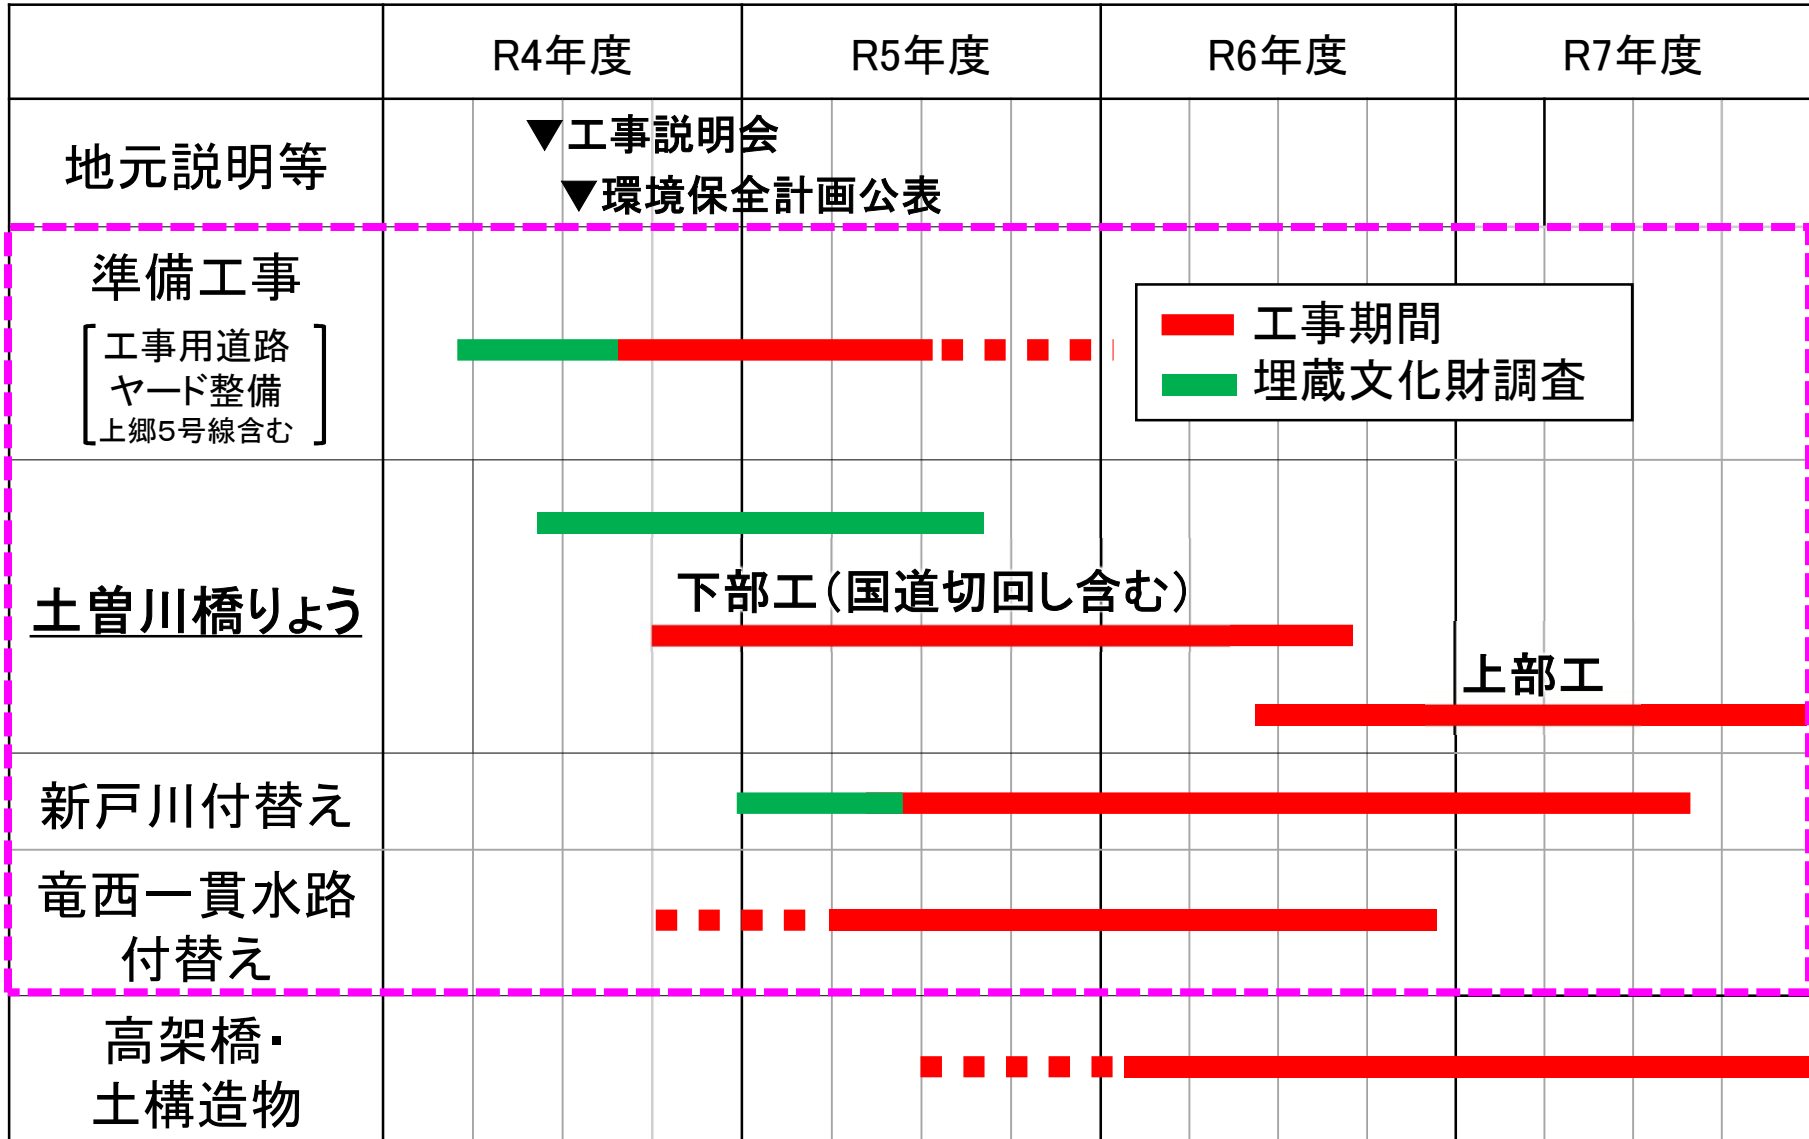 R4年度
R5年度
R6年度
R7年度
地元説明等
▼工事説明会
▼環境保全計画公表
準備工事
工事用道路
ヤード整備
上郷5号線含む
工事期間
埋蔵文化財調査
土曽川橋りょう
下部工（国道切回し含む）
上部工
新戸川付替え
竜西一貫水路
付替え
高架橋・
土構造物